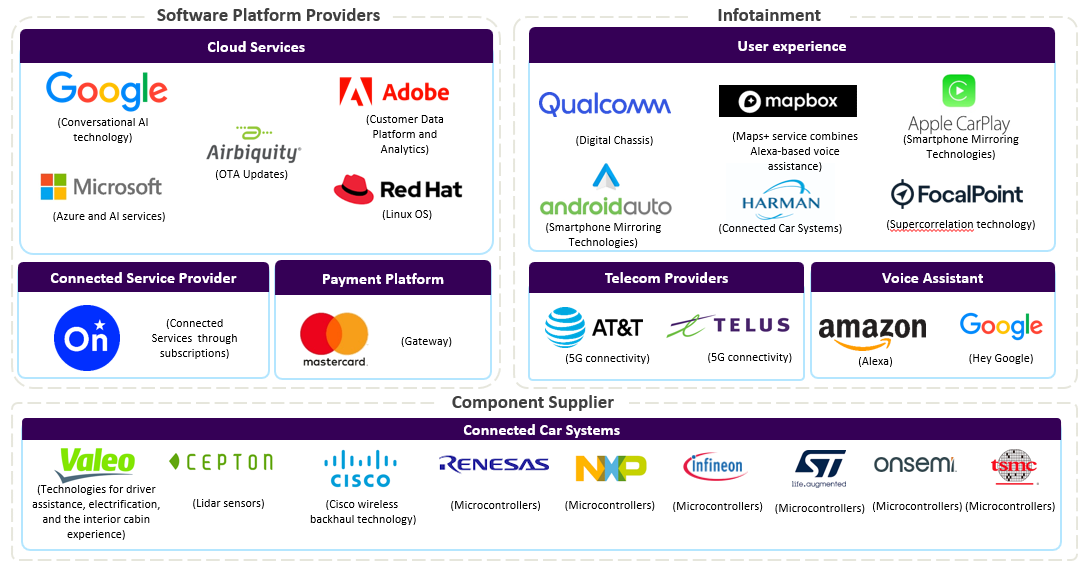 Software Platform Providers
Cloud Services
Google
(Conversational AI
technology)
Airbiquity®
(OTA Updates)
Adobe
(Customer Data
Platform and
Analytics)
Microsoft
(Azure and AI services)
Red Hat
(Linux OS)
Connected Service Provider
On
(Connected
Services through
subscriptions)
Payment Platform
mastercard.
(Gateway)
Infotainment
User experience
Qualcomm
(Digital Chassis)
mapbox
(Maps+ service combines
Alexa-based voice
assistance)
Apple CarPlay
(Smartphone Mirroring
Technologies)
androidauto
(Smartphone Mirroring
Technologies)
HARMAN
(Connected Car Systems)
FocalPoint
(Supercorrelation technology)
Telecom Providers
AT&T
(5G connectivity)
TELUS
(5G connectivity)
Voice Assistant
amazon
(Alexa)
Google
(Hey Google)
Component Supplier
Connected Car Systems
Valeo
(Technologies for driver
assistance, electrification,
and the interior cabin
experience)
CEPTON
(Lidar sensors)
CISCO
(Cisco wireless
backhaul technology)
RENESAS
(Microcontrollers)
NXP
(Microcontrollers)
infineon
(Microcontrollers)
ST
life.augmented
(Microcontrollers)
onsemi
(Microcontrollers)
tsmc
(Microcontrollers)